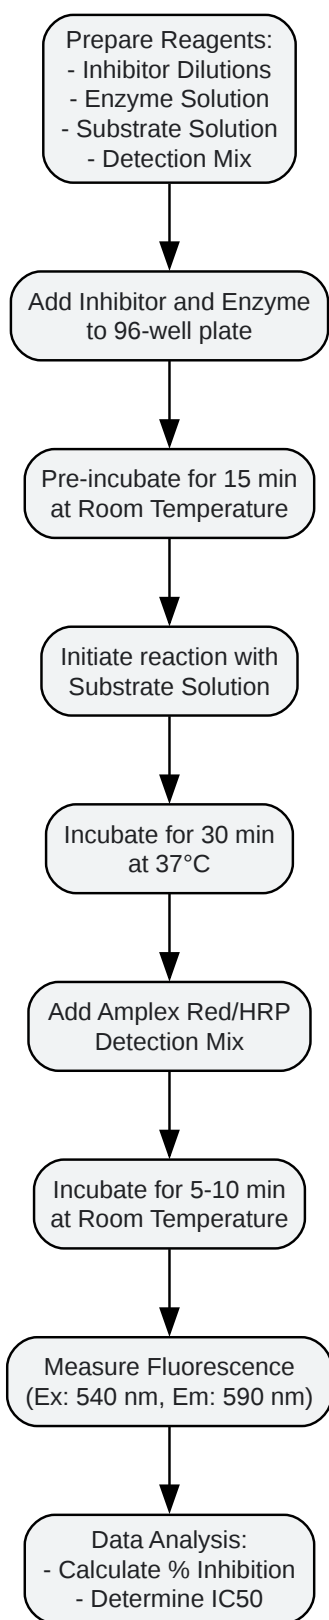 Prepare Reagents:
- Inhibitor Dilutions
- Enzyme Solution
- Substrate Solution
- Detection Mix
Add Inhibitor and Enzyme
to 96-well plate
Pre-incubate for 15 min
at Room Temperature
Initiate reaction with
Substrate Solution
Incubate for 30 min
at 37°C
Add Amplex Red/HRP
Detection Mix
Incubate for 5-10 min
at Room Temperature
Measure Fluorescence
(Ex: 540 nm, Em: 590 nm)
Data Analysis:
- Calculate % Inhibition
- Determine IC50